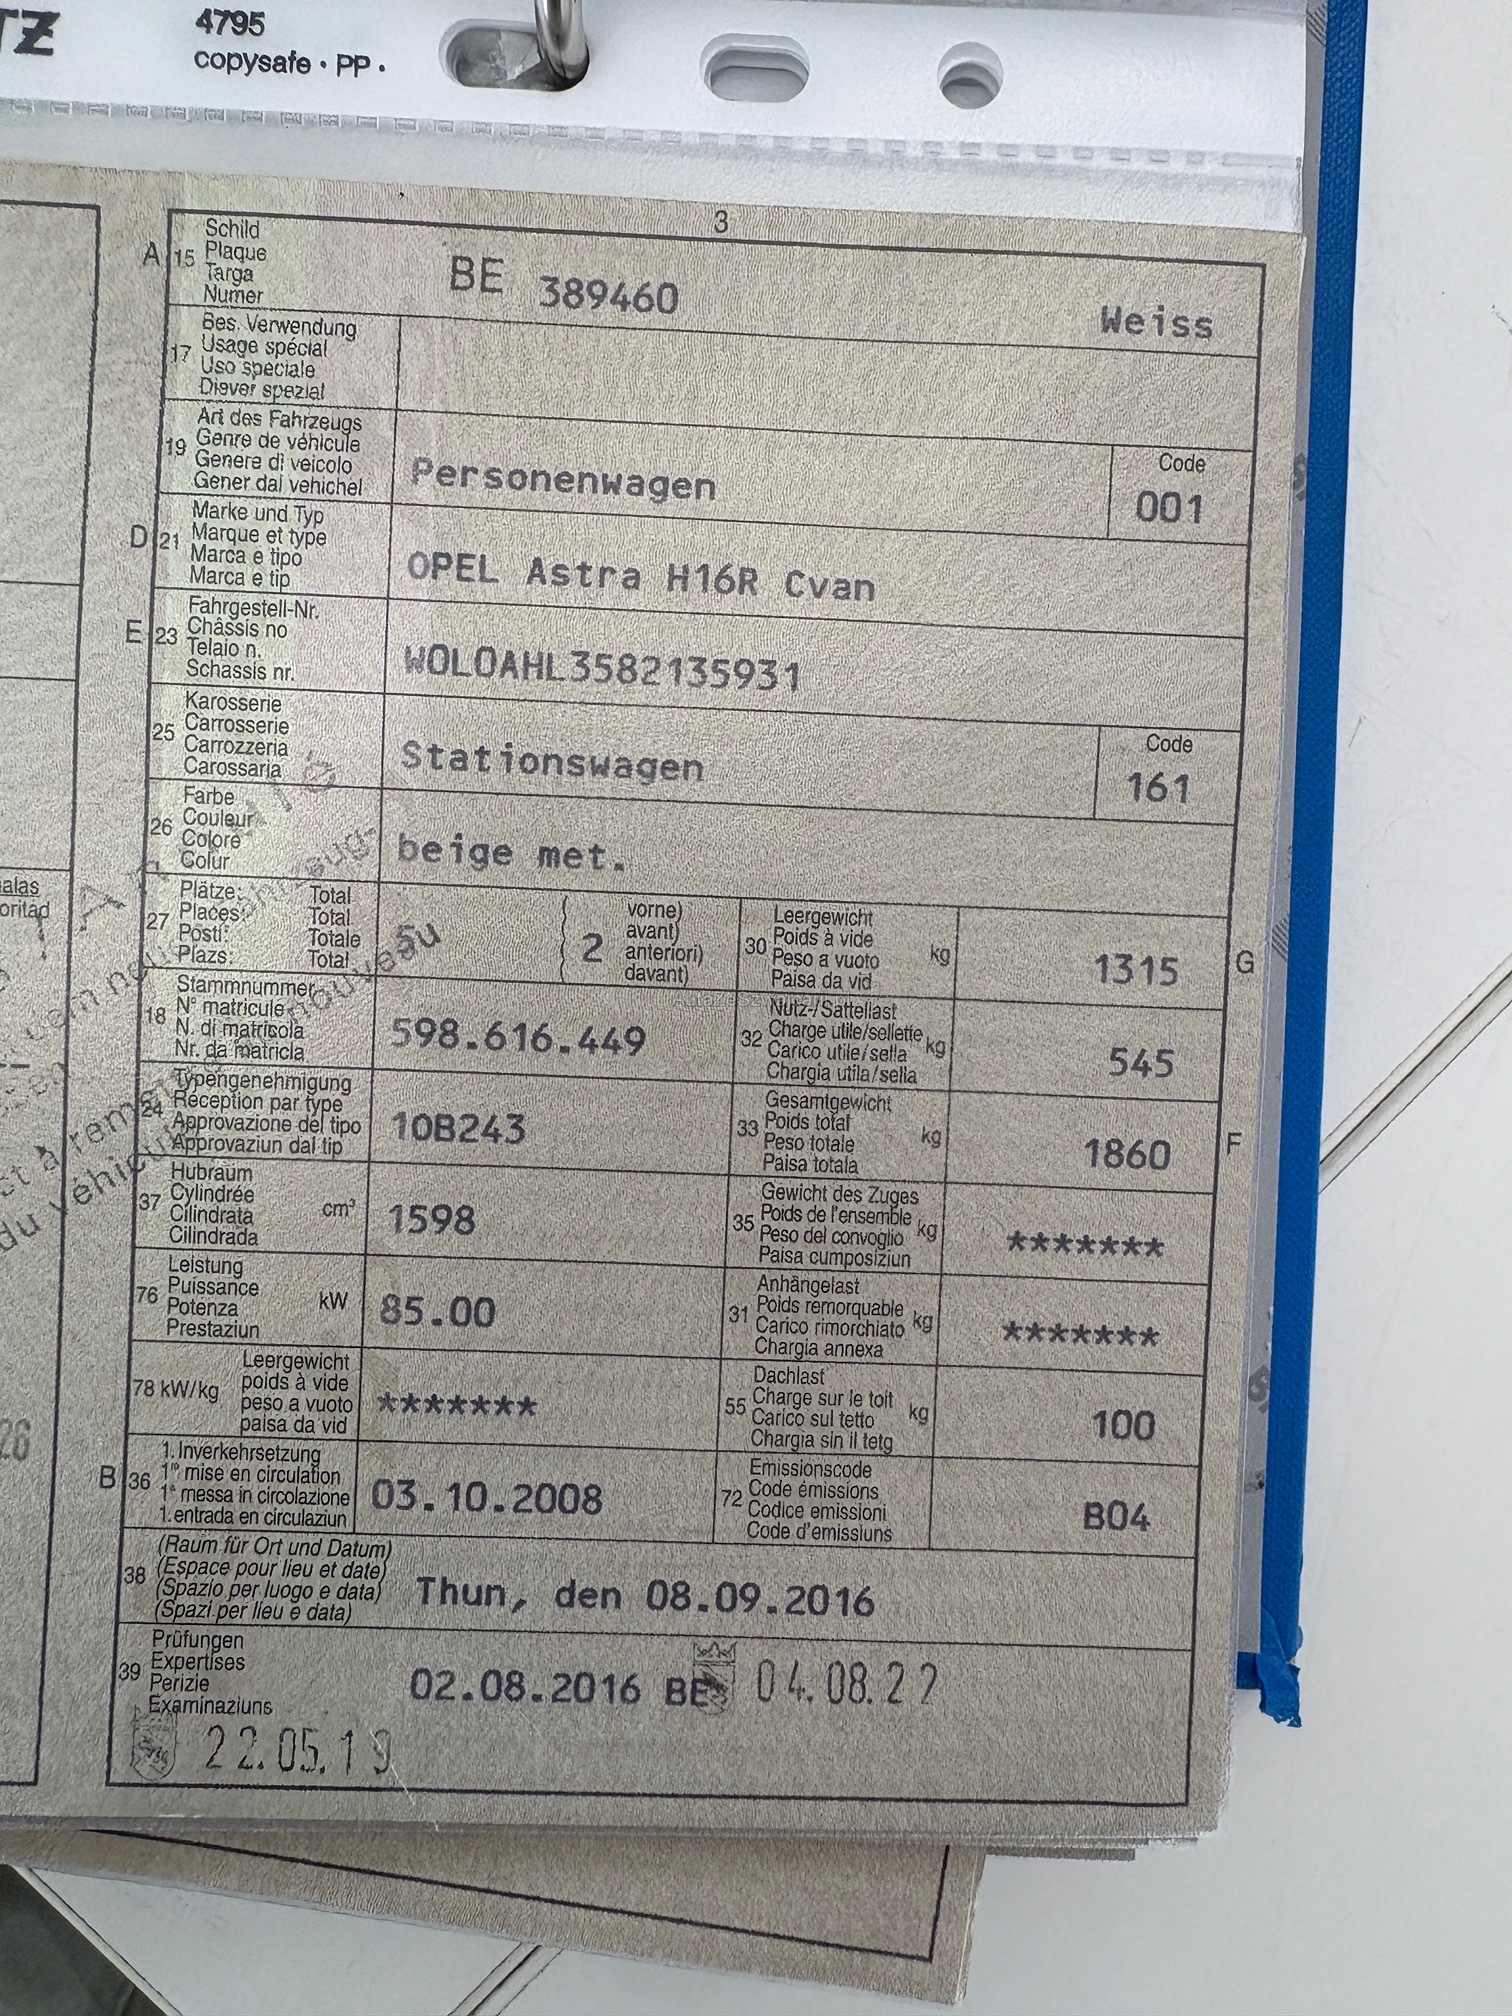 TZ
4795
copysafe · PP ·
3
A 15 Schild
Plaque
Targa
Numer
BE 389460
Weiss
17 Bes. Verwendung
Usage spécial
Uso speciale
Diever spezial
19 Art des Fahrzeugs
Genre de véhicule
Genere di veicolo
Gener dal vehichel
Personenwagen
Code
001
D 21 Marke und Typ
Marque et type
Marca e tipo
Marca e tip
OPEL Astra H16R Cvan
E 23 Fahrgestell-Nr.
Châssis no
Telaio n.
Schassis nr.
W0L0AHL3582135931
25 Karosserie
Carrosserie
Carrozzeria
Carossaria
Stationswagen
Code
161
26 Farbe
Couleur
Colore
Colur
beige met.
27 Plätze: Total
Places: Total
Posti: Totale
Plazs: Total
5u
2
vorne)
avant)
anteriori)
davant)
30 Leergewicht
Poids à vide
Peso a vuoto
Paisa da vid
kg
1315
G
18 Stammnummer
N° matricule
N. di matricola
Nr. da matricla
598.616.449
32 Nutz-/Sattellast
Charge utile/sellette
Carico utile/sella
Chargia utila/sella
kg
545
24 Typengenehmigung
Réception par type
Approvazione del tipo
Approvaziun dal tip
10B243
33 Gesamtgewicht
Poids total
Peso totale
Paisa totala
kg
1860
F
37 Hubraum
Cylindrée
Cilindrata
Cilindrada
cm³
1598
35 Gewicht des Zuges
Poids de l'ensemble
Peso del convoglio
Paisa cumposiziun
kg
*******
76 Leistung
Puissance
Potenza
Prestaziun
kW
85.00
31 Anhängelast
Poids remorquable
Carico rimorchiato
Chargia annexa
kg
*******
78 kW/kg
Leergewicht
poids à vide
peso a vuoto
paisa da vid
*******
55 Dachlast
Charge sur le toit
Carico sul tetto
Chargia sin il tetg
kg
100
B 36 1. Inverkehrsetzung
1re mise en circulation
1a messa in circolazione
1. entrada en circulaziun
03.10.2008
72 Emissionscode
Code émissions
Codice emissioni
Code d'emissiuns
B04
38 (Raum für Ort und Datum)
(Espace pour lieu et date)
(Spazio per luogo e data)
(Spazi per lieu e data)
Thun, den 08.09.2016
39 Prüfungen
Expertises
Perizie
Examinaziuns
02.08.2016 BE
04.08.22
22.05.19
alas
oritad
nouveau
du véhicule
26